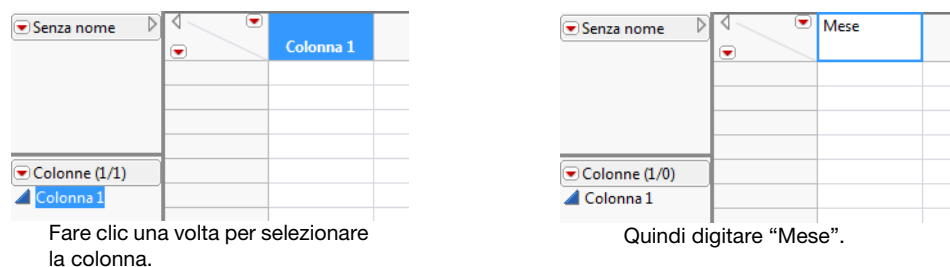 Senza nome
Colonna 1
Colonne (1/1)
Colonna 1
Fare clic una volta per selezionare
la colonna.
Senza nome
Mese
Colonne (1/0)
Colonna 1
Quindi digitare “Mese”.